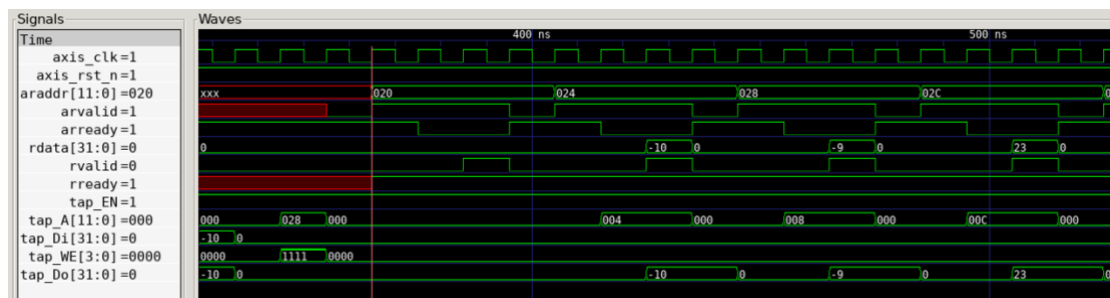 Signals
Waves
Time
400 ns
500 ns
axis_clk=1
axis_rst_n=1
araddr[11:0]=020
xxx 020 024 028 02C 0
arvalid=1
arready=1
rdata[31:0]=0
0 -10 0 -9 0 23 0
rvalid=0
rready=1
tap_EN=1
tap_A[11:0]=000
000 028 000 004 000 008 000 00C 000
tap_Di[31:0]=0
-10 0
tap_WE[3:0]=0000
0000 1111 0000
tap_Do[31:0]=0
-10 0 -10 0 -9 0 23 0